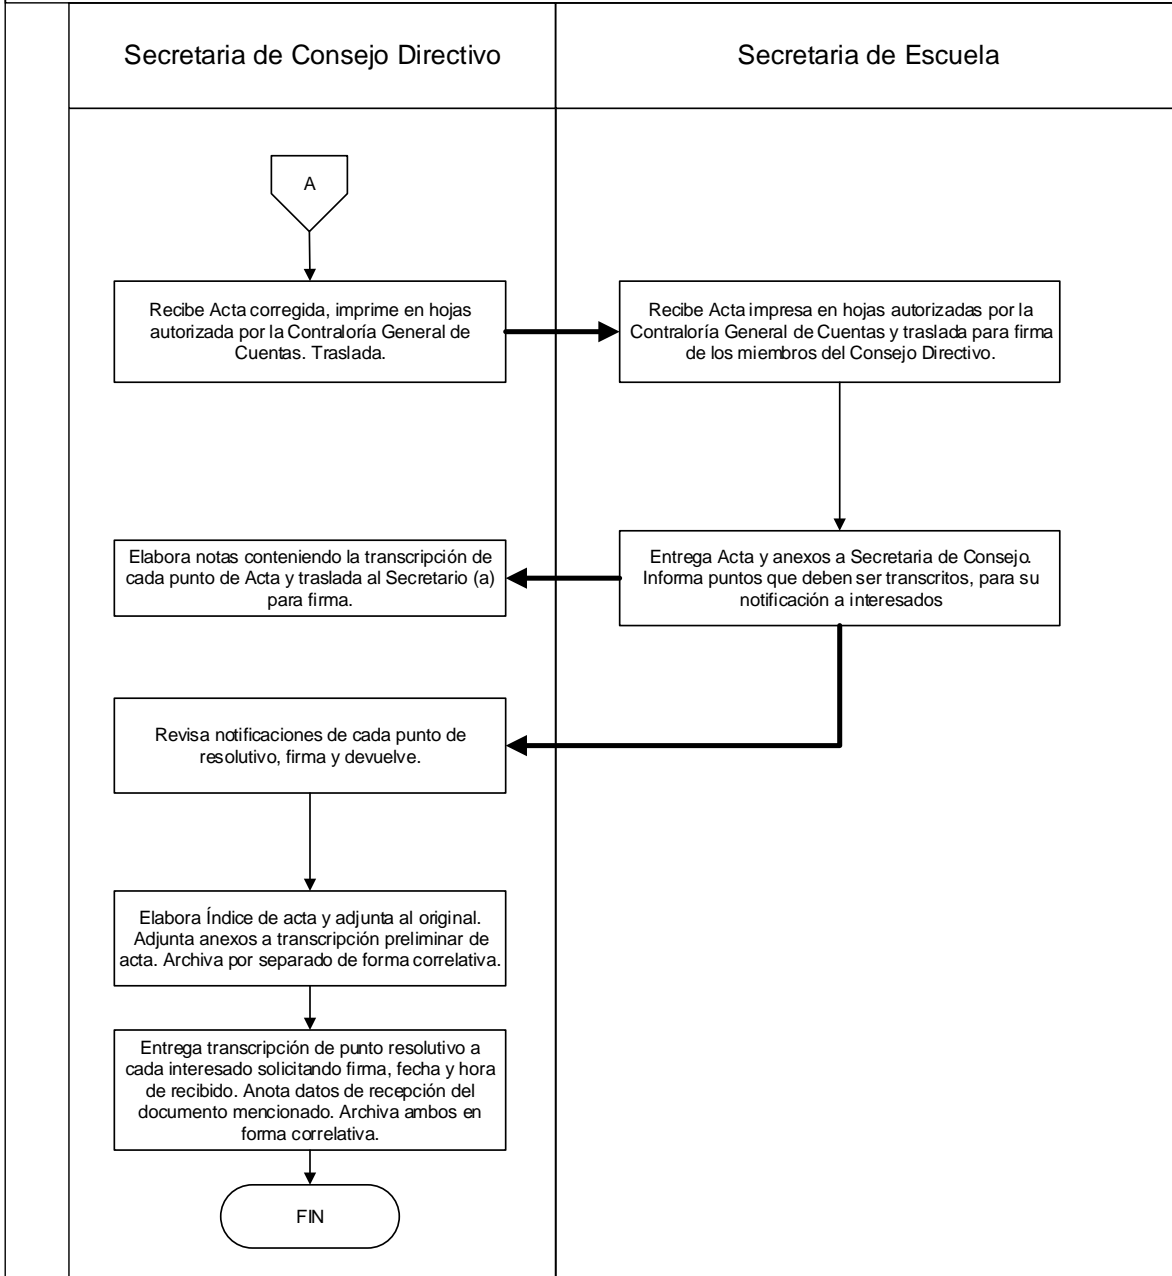 Secretaria de Consejo Directivo
Secretaria de Escuela
A
Recibe Acta corregida, imprime en hojas
autorizada por la Contraloría General de
Cuentas. Traslada.
Recibe Acta impresa en hojas autorizadas por la
Contraloría General de Cuentas y traslada para firma
de los miembros del Consejo Directivo.
Elabora notas conteniendo la transcripción de
cada punto de Acta y traslada al Secretario (a)
para firma.
Entrega Acta y anexos a Secretaria de Consejo.
Informa puntos que deben ser transcritos, para su
notificación a interesados
Revisa notificaciones de cada punto de
resolutivo, firma y devuelve.
Elabora Índice de acta y adjunta al original.
Adjunta anexos a transcripción preliminar de
acta. Archiva por separado de forma correlativa.
Entrega transcripción de punto resolutivo a
cada interesado solicitando firma, fecha y hora
de recibido. Anota datos de recepción del
documento mencionado. Archiva ambos en
forma correlativa.
FIN